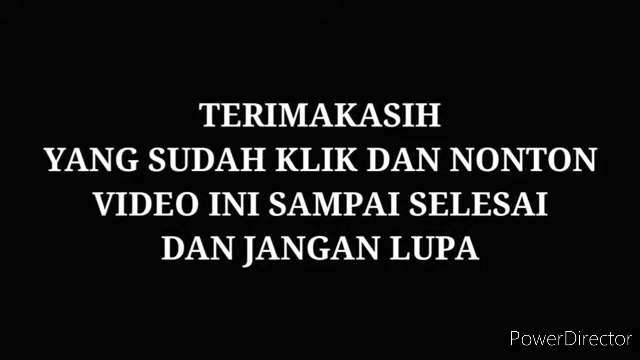 TERIMAKASIH
YANG SUDAH KLIK DAN NONTON
VIDEO INI SAMPAI SELESAI
DAN JANGAN LUPA
PowerDirector